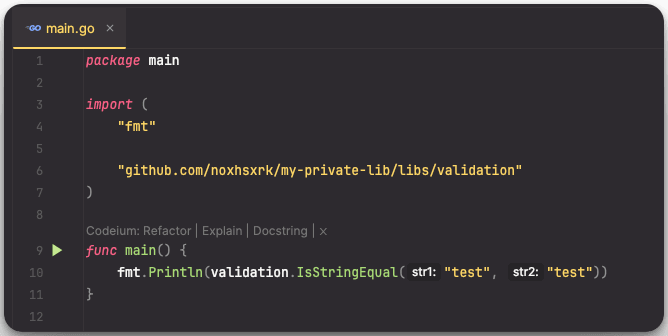 GO main.go ×
1 package main
2
3 import (
4 "fmt"
5
6 "github.com/noxhsxrk/my-private-lib/libs/validation"
7 )
8
Codeium: Refactor | Explain | Docstring | ×
9 func main() {
10 fmt.Println(validation.IsStringEqual( str1: "test", str2: "test"))
11 }
12